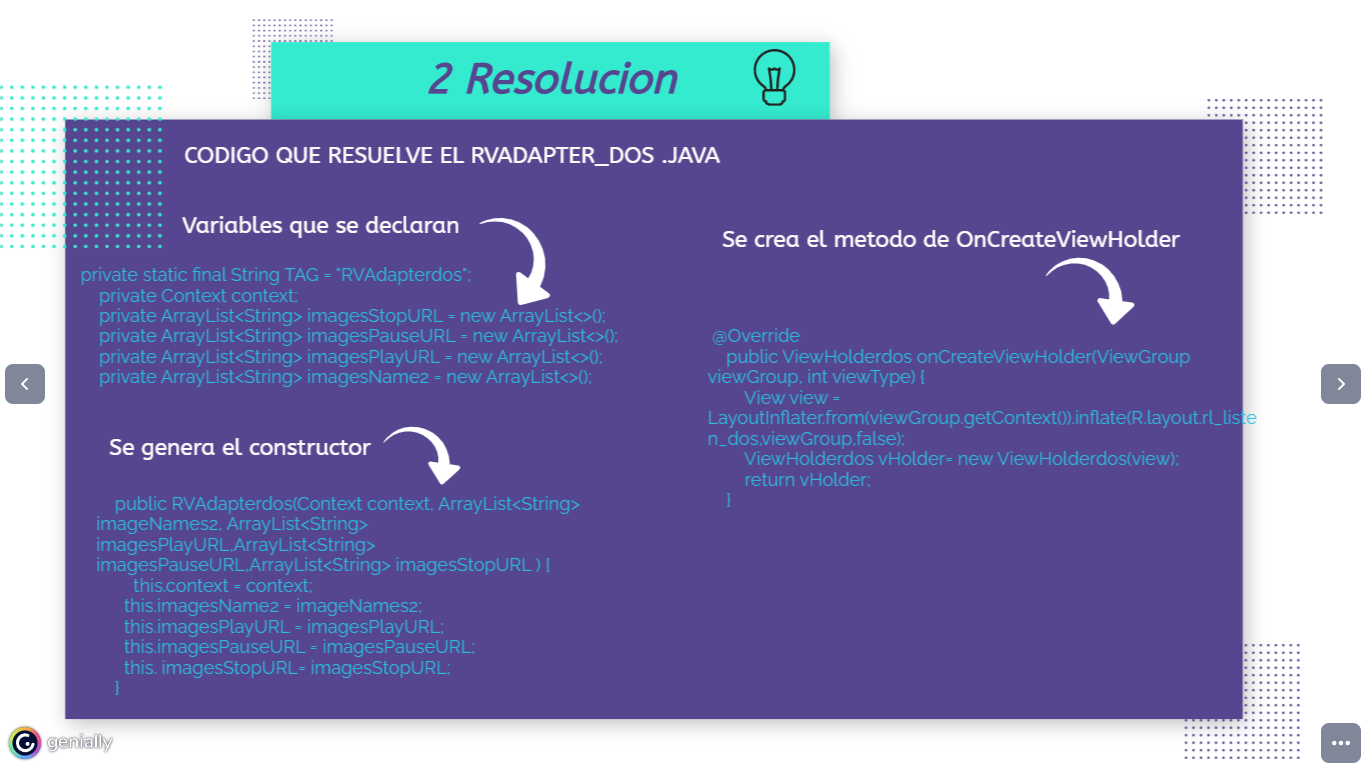 2 Resolucion
CODIGO QUE RESUELVE EL RVADAPTER_DOS .JAVA
Variables que se declaran
private static final String TAG = "RVAdapterdos";
private Context context;
private ArrayList<String> imagesStopURL = new ArrayList<>();
private ArrayList<String> imagesPauseURL = new ArrayList<>();
private ArrayList<String> imagesPlayURL = new ArrayList<>();
private ArrayList<String> imagesName2 = new ArrayList<>();
Se genera el constructor
public RVAdapterdos(Context context, ArrayList<String>
imageNames2, ArrayList<String>
imagesPlayURL,ArrayList<String>
imagesPauseURL,ArrayList<String> imagesStopURL ) {
this.context = context;
this.imagesName2 = imageNames2;
this.imagesPlayURL = imagesPlayURL;
this.imagesPauseURL = imagesPauseURL;
this. imagesStopURL= imagesStopURL;
}
Se crea el metodo de OnCreateViewHolder
@Override
public ViewHolderdos onCreateViewHolder(ViewGroup
viewGroup, int viewType) {
View view =
LayoutInflater.from(viewGroup.getContext()).inflate(R.layout.rl_liste
n_dos,viewGroup,false);
ViewHolderdos vHolder= new ViewHolderdos(view);
return vHolder;
}
genially